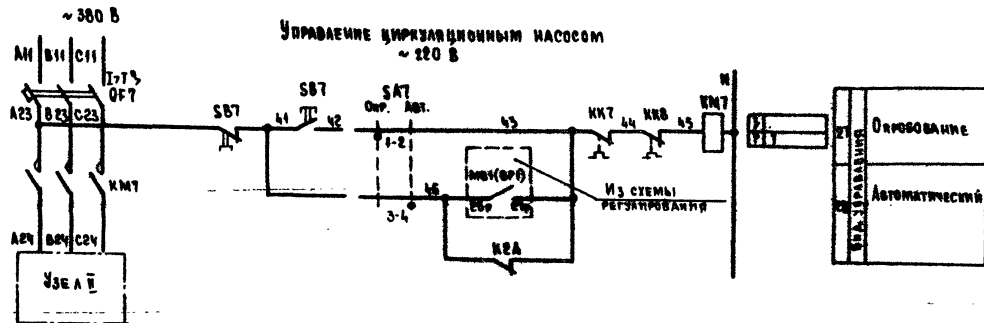 ~380 В
Управление циркуляционным насосом
~220 В
А11 В11 С11
QF7
А23 В23 С23
SB7
41
SB7
42
SA7
Опр. Авт.
1-2
43
КК7
44
КК8
45
КМ7
N
КМ7
46
3-4
Из схемы
регулирования
К2А
А24 В24 С24
Узел II
Опробование
Автоматический